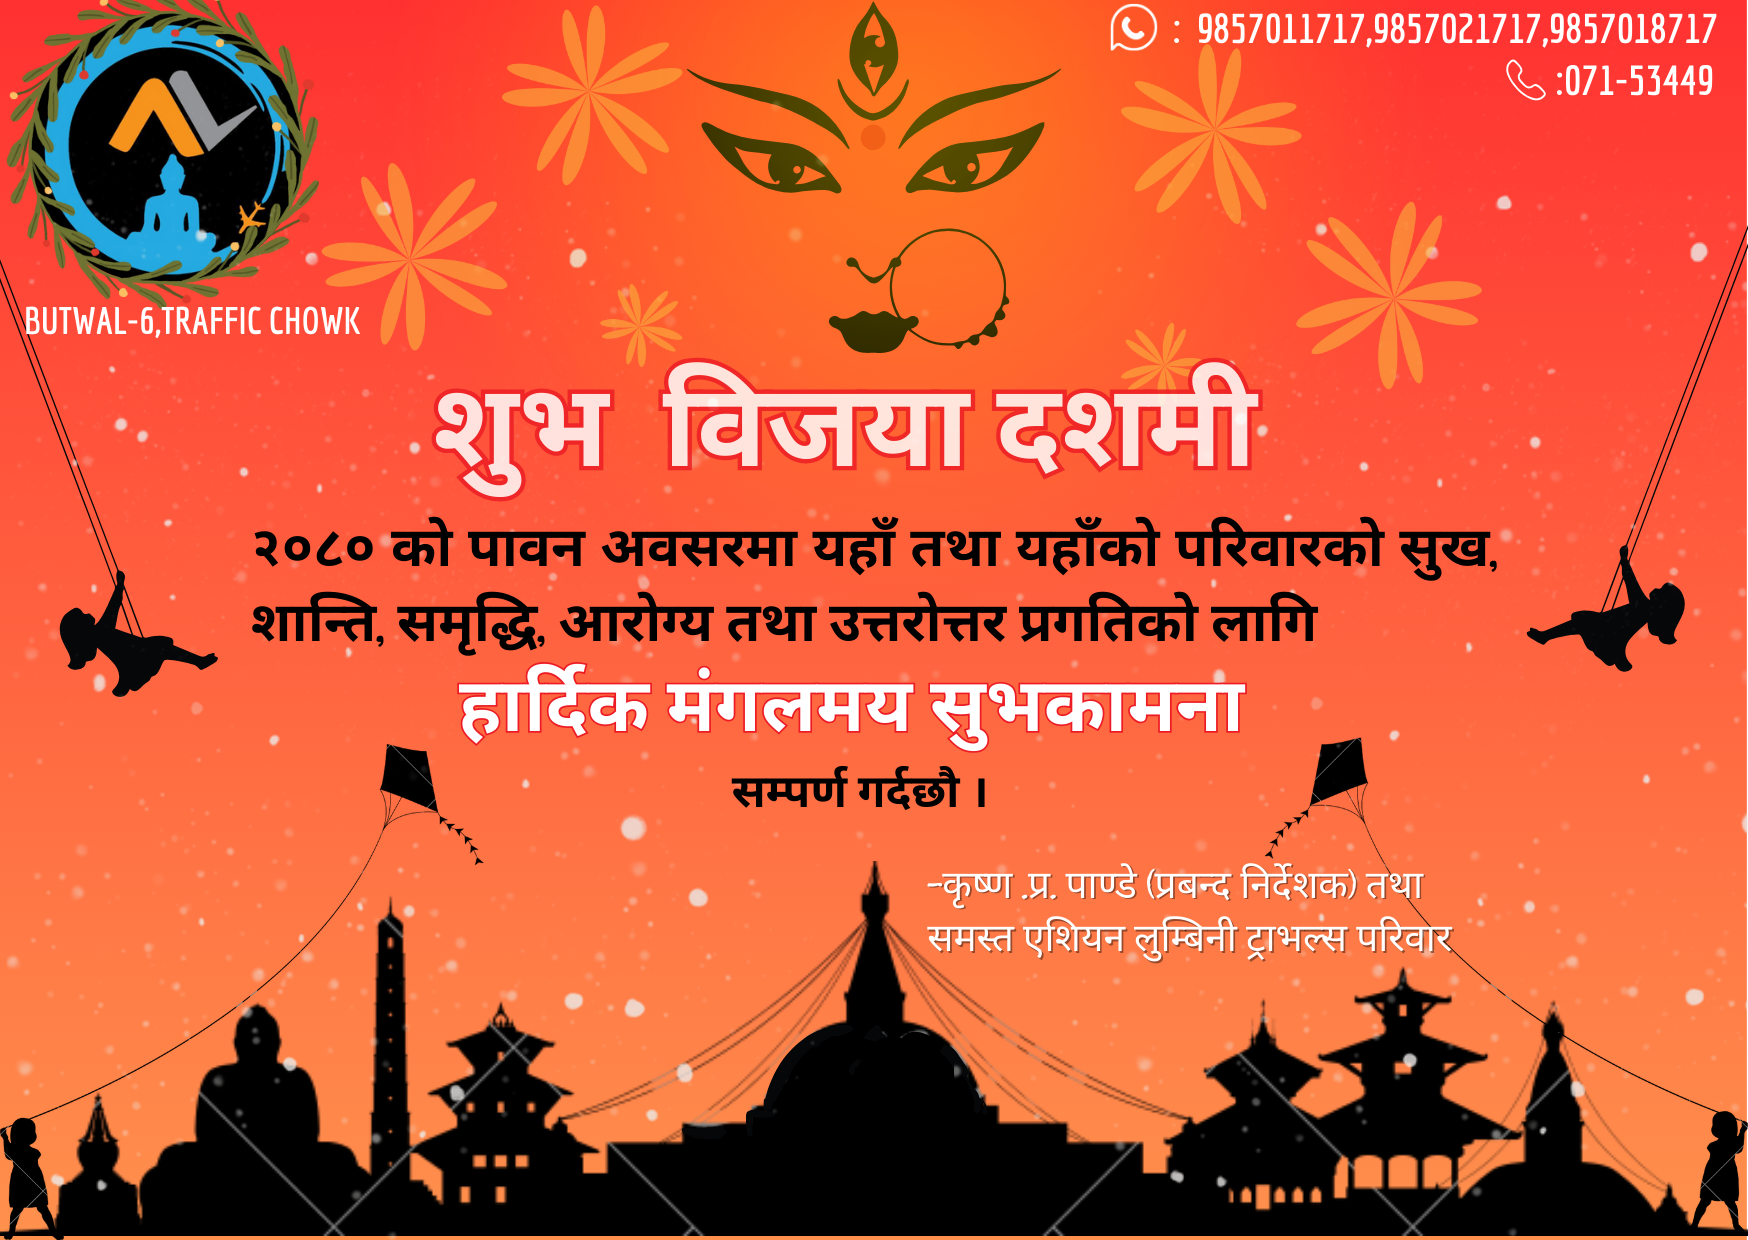 : 9857011717,9857021717,9857018717
:071-53449
AL
BUTWAL-6,TRAFFIC CHOWK
शुभ विजया दशमी
२०८० को पावन अवसरमा यहाँ तथा यहाँको परिवारको सुख,
शान्ति, समृद्धि, आरोग्य तथा उत्तरोत्तर प्रगतिको लागि
हार्दिक मंगलमय सुभकामना
सम्पर्ण गर्दछौ ।
-कृष्ण .प्र. पाण्डे (प्रबन्द निर्देशक) तथा
समस्त एशियन लुम्बिनी ट्राभल्स परिवार